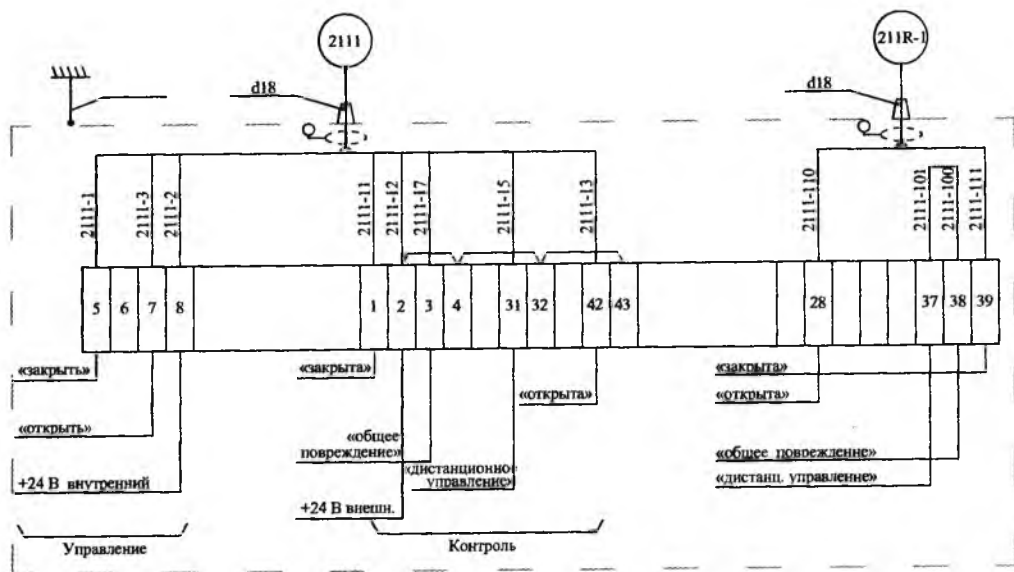 2111
211R-1
d18
d18
2111-1
2111-3
2111-2
2111-11
2111-12
2111-17
2111-15
2111-13
2111-110
2111-101
2111-100
2111-111
5
6
7
8
1
2
3
4
31
32
42
43
28
37
38
39
«закрыть»
«закрыта»
«закрыта»
«открыта»
«открыта»
«открыть»
«общее
повреждение»
«общее повреждение»
«дистанционное
управление»
«дистанц. управление»
+24 В внутренний
+24 В внешн.
Управление
Контроль